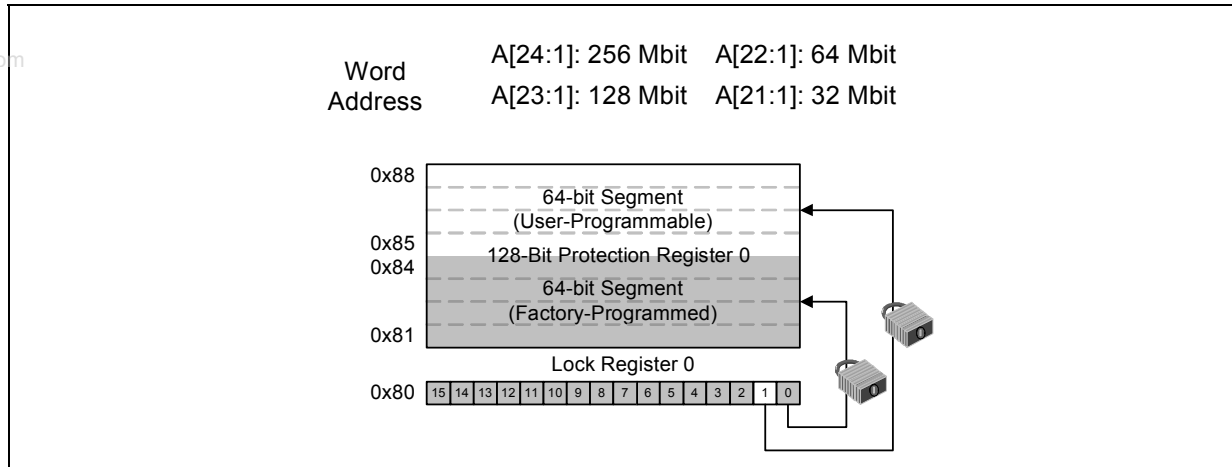 om
Word Address
A[24:1]: 256 Mbit A[22:1]: 64 Mbit
A[23:1]: 128 Mbit A[21:1]: 32 Mbit
0x88
64-bit Segment
(User-Programmable)
0x85
128-Bit Protection Register 0
0x84
64-bit Segment
(Factory-Programmed)
0x81
Lock Register 0
0x80 15 14 13 12 11 10 9 8 7 6 5 4 3 2 1 0